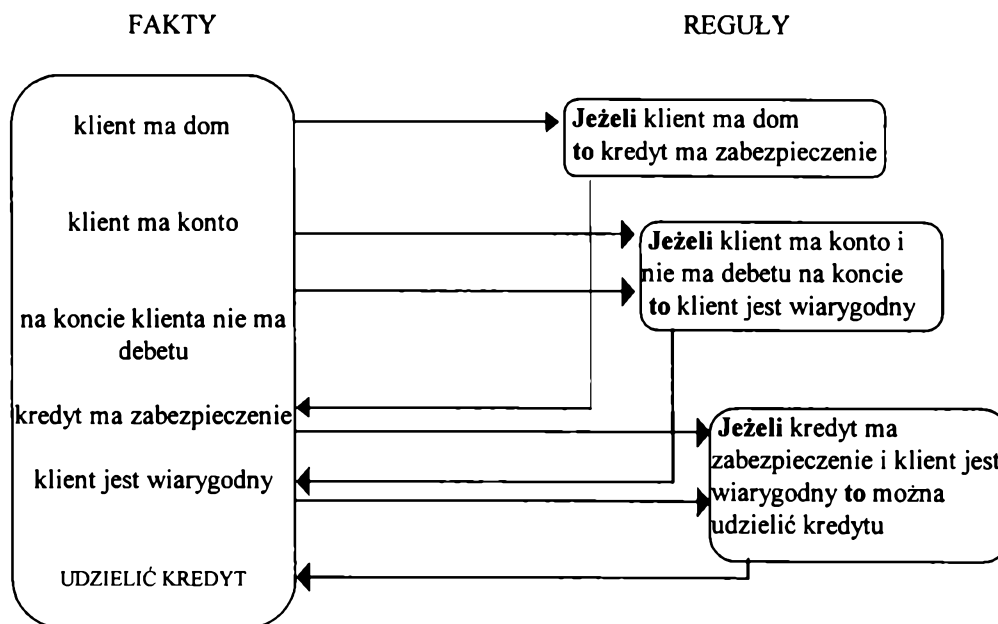 FAKTY
REGUŁY
klient ma dom
klient ma konto
na koncie klienta nie ma
debetu
kredyt ma zabezpieczenie
klient jest wiarygodny
UDZIELIĆ KREDYT
Jeżeli klient ma dom
to kredyt ma zabezpieczenie
Jeżeli klient ma konto i
nie ma debetu na koncie
to klient jest wiarygodny
Jeżeli kredyt ma
zabezpieczenie i klient jest
wiarygodny to można
udzielić kredytu